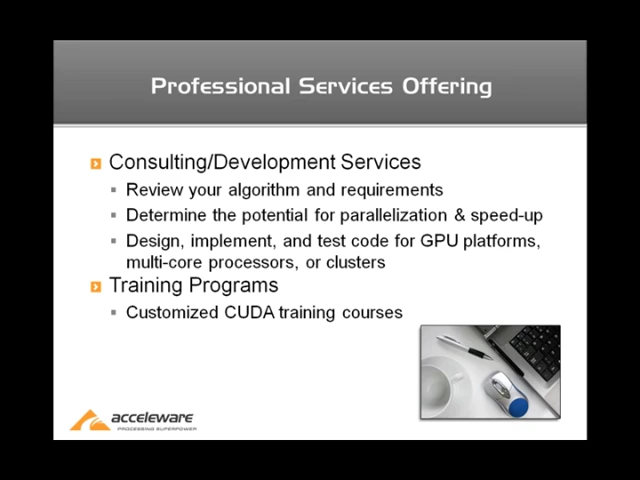 Professional Services Offering
Consulting/Development Services
Review your algorithm and requirements
Determine the potential for parallelization & speed-up
Design, implement, and test code for GPU platforms,
multi-core processors, or clusters
Training Programs
Customized CUDA training courses
acceleware
PROCESSING SUPERPOWER